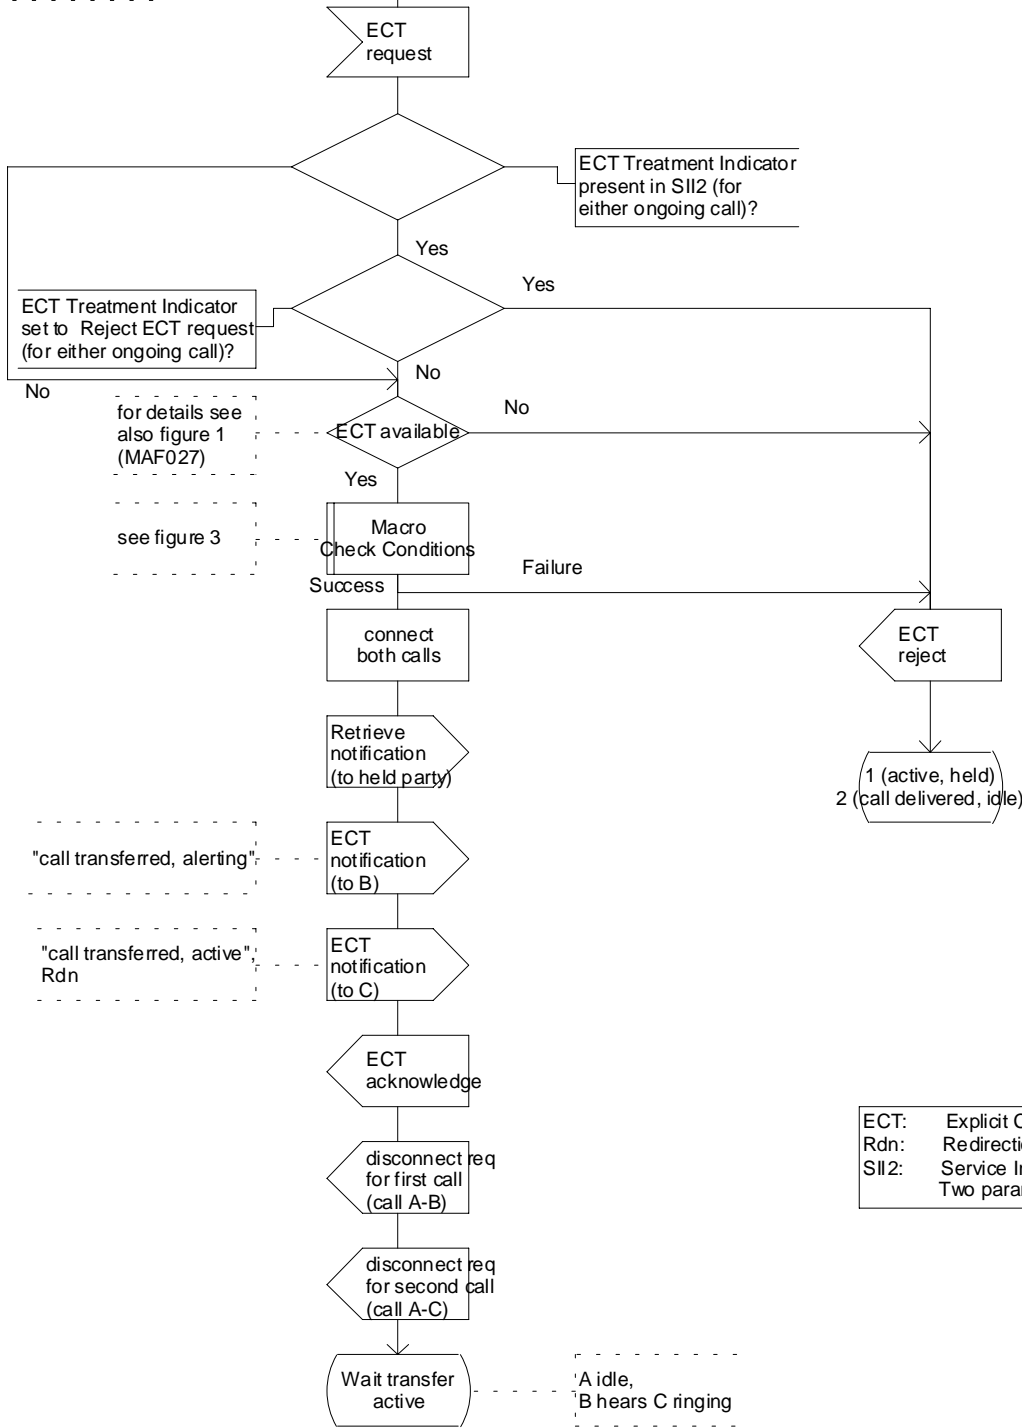 ECT
request
ECT Treatment Indicator
present in SII2 (for
either ongoing call)?
Yes
Yes
ECT Treatment Indicator
set to Reject ECT request
(for either ongoing call)?
No
No
No
for details see
also figure 1
(MAF027)
ECT available
Yes
see figure 3
Macro
Check Conditions
Failure
Success
connect
both calls
ECT
reject
Retrieve
notification
(to held party)
1 (active, held)
2 (call delivered, idle)
"call transferred, alerting"
ECT
notification
(to B)
"call transferred, active",
Rdn
ECT
notification
(to C)
ECT
acknowledge
ECT: Explicit
Rdn:
SII2: Service
Two
disconnect req
for first call
(call A-B)
disconnect req
for second call
(call A-C)
Wait transfer
active
A idle,
B hears C ringing